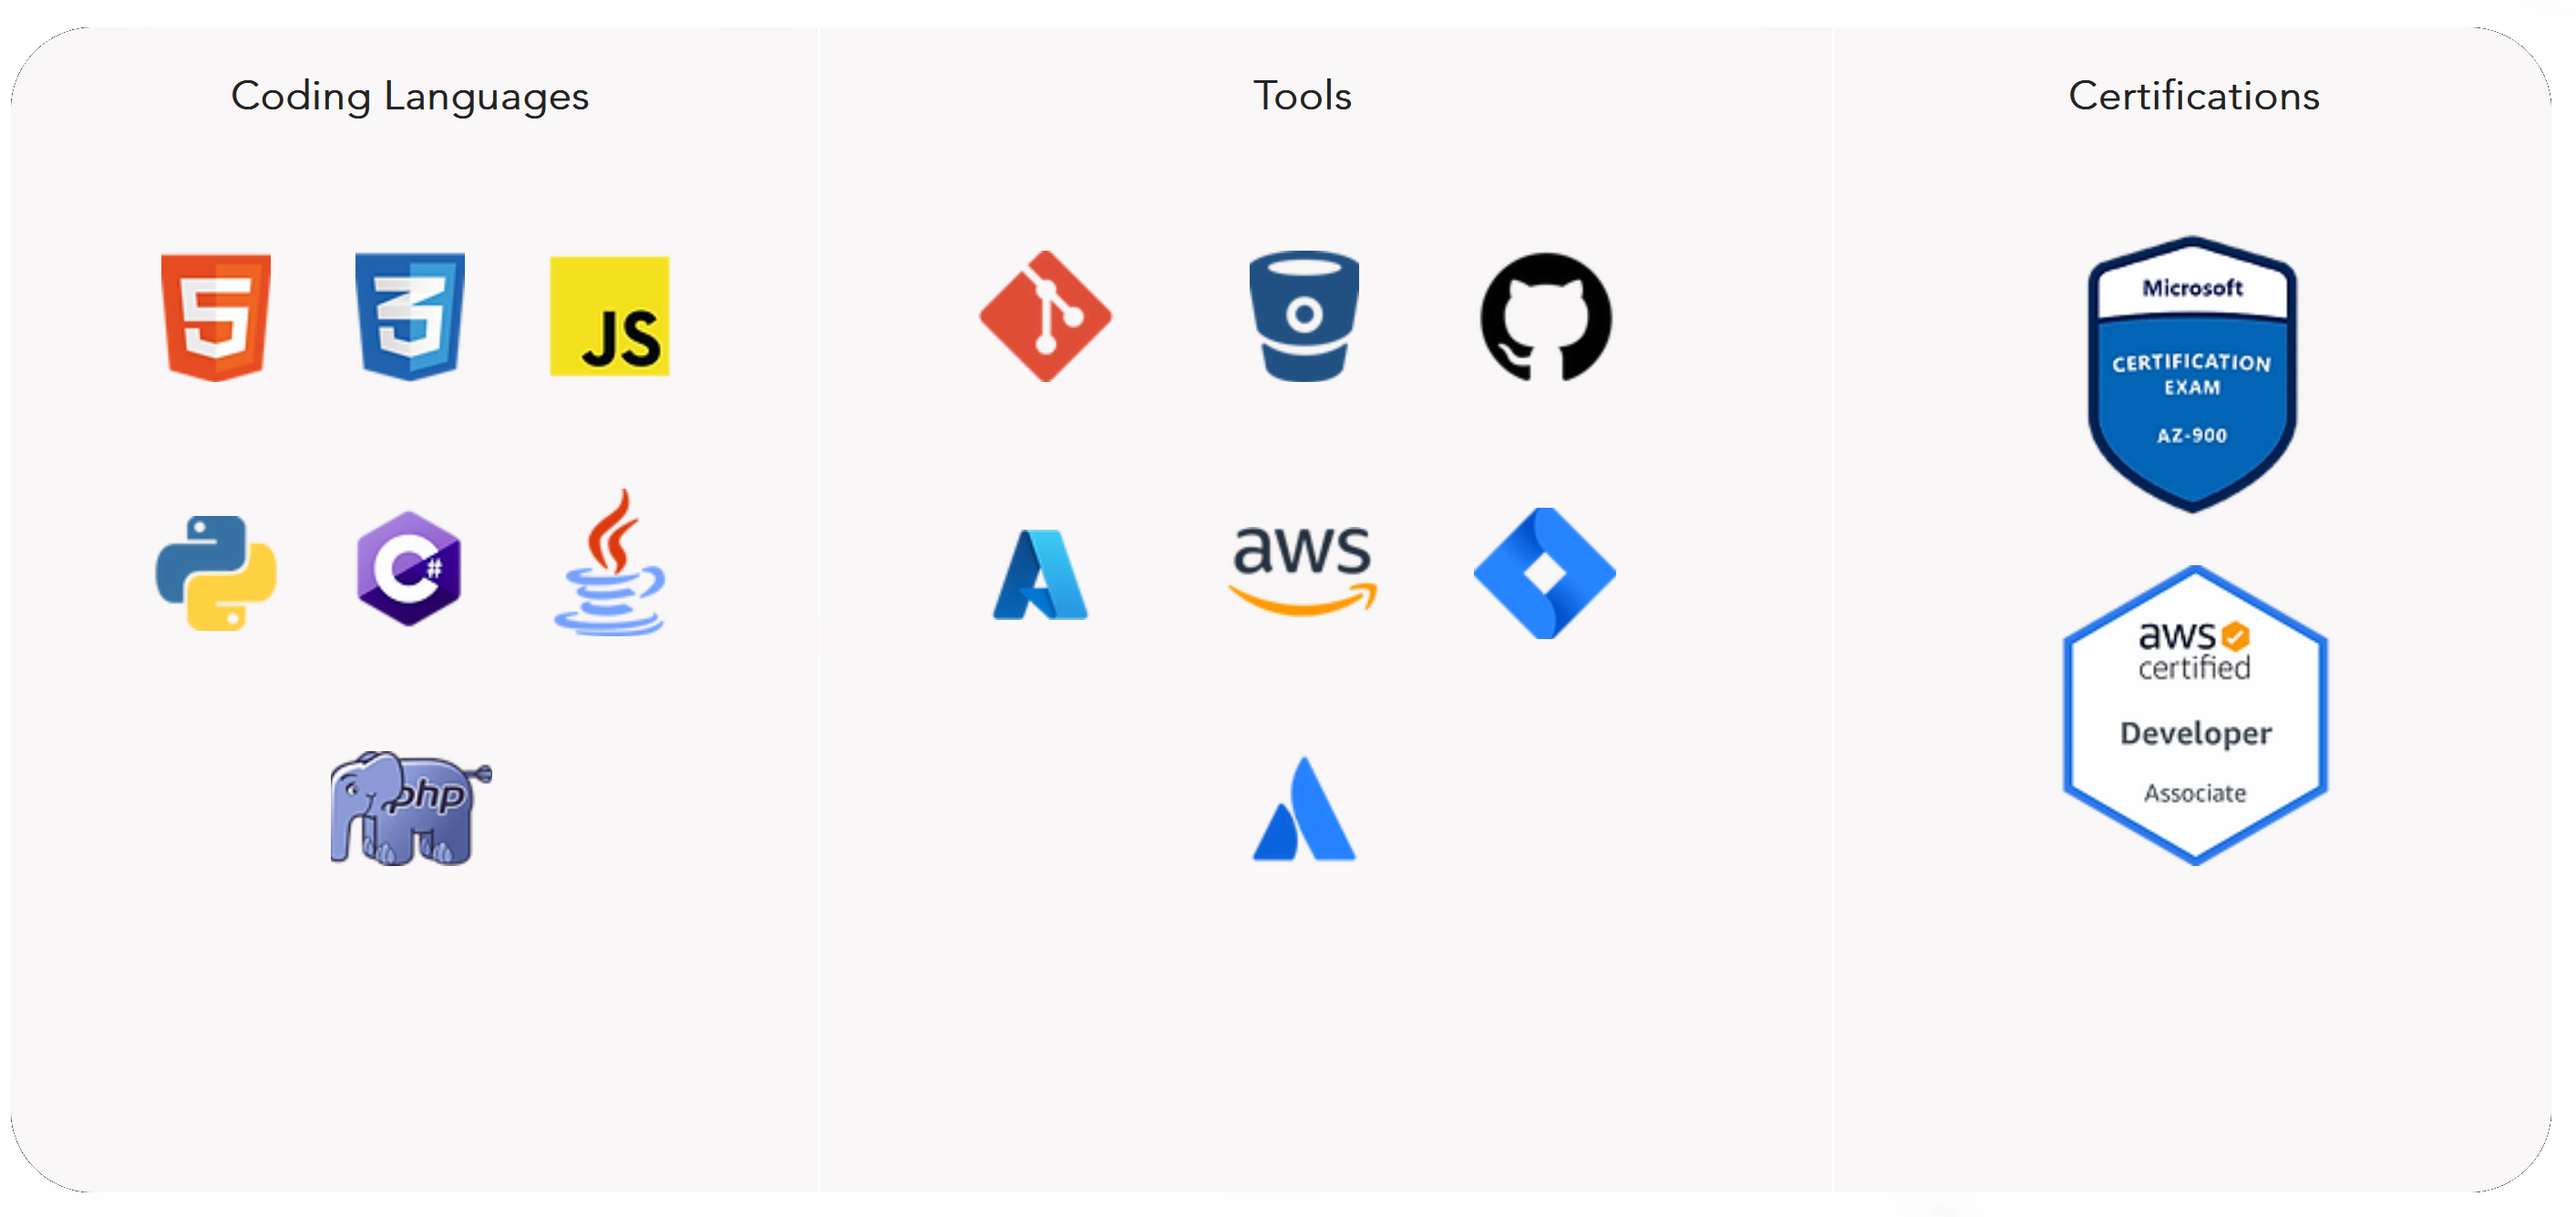 Coding Languages
5
3
JS
C#
php
Tools
aws
Certifications
Microsoft
CERTIFICATION
EXAM
AZ-900
aws
certified
Developer
Associate